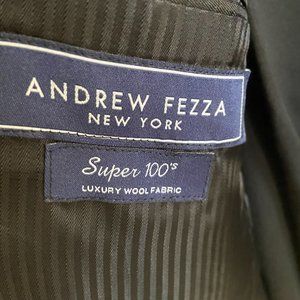 ANDREW FEZZA
NEW YORK
Super 100's
LUXURY WOOL FABRIC